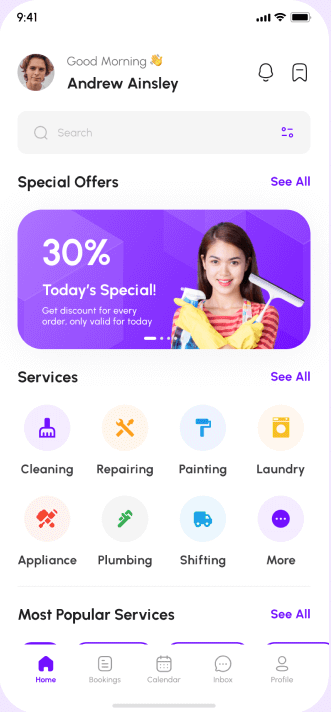 9:41
Good Morning 👋
Andrew Ainsley
Search
Special Offers See All
30%
Today's Special!
Get discount for every
order, only valid for today
Services See All
Cleaning Repairing Painting Laundry
Appliance Plumbing Shifting More
Most Popular Services See All
Home Bookings Calendar Inbox Profile